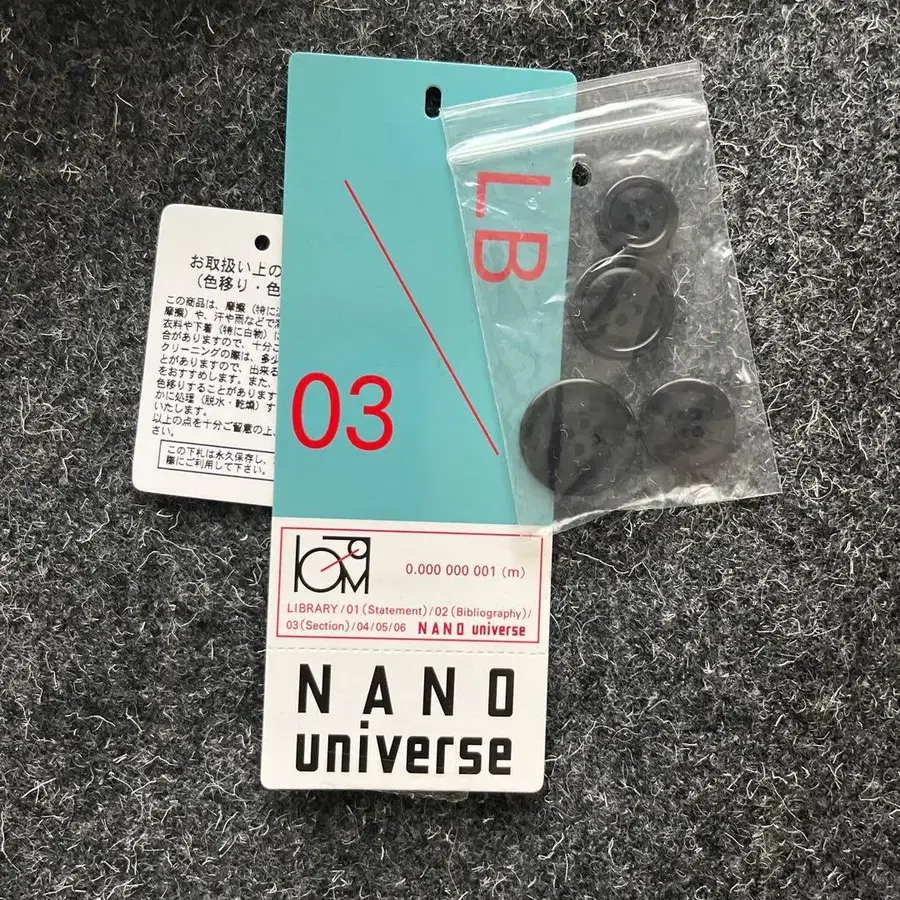 お取扱い上の
（色移り・色
この商品は、摩擦（特に
摩擦）や、汗や雨などで
衣料や下着（特に白物）に
合がありますので、十分
クリーニングの際は、多少
とがありますので、出来る
をおすすめします。また、
色移りすることがあります
かに処理（脱水・乾燥）す
いたします。
以上の点を十分ご留意の上、
さい。
この下札は永久保存し、
際にご利用して下さい。
LB
03
0.000 000 001 (m)
LIBRARY/01(Statement)/02(Bibliography)/
03(Section)/04/05/06 NANO universe
NANO
universe